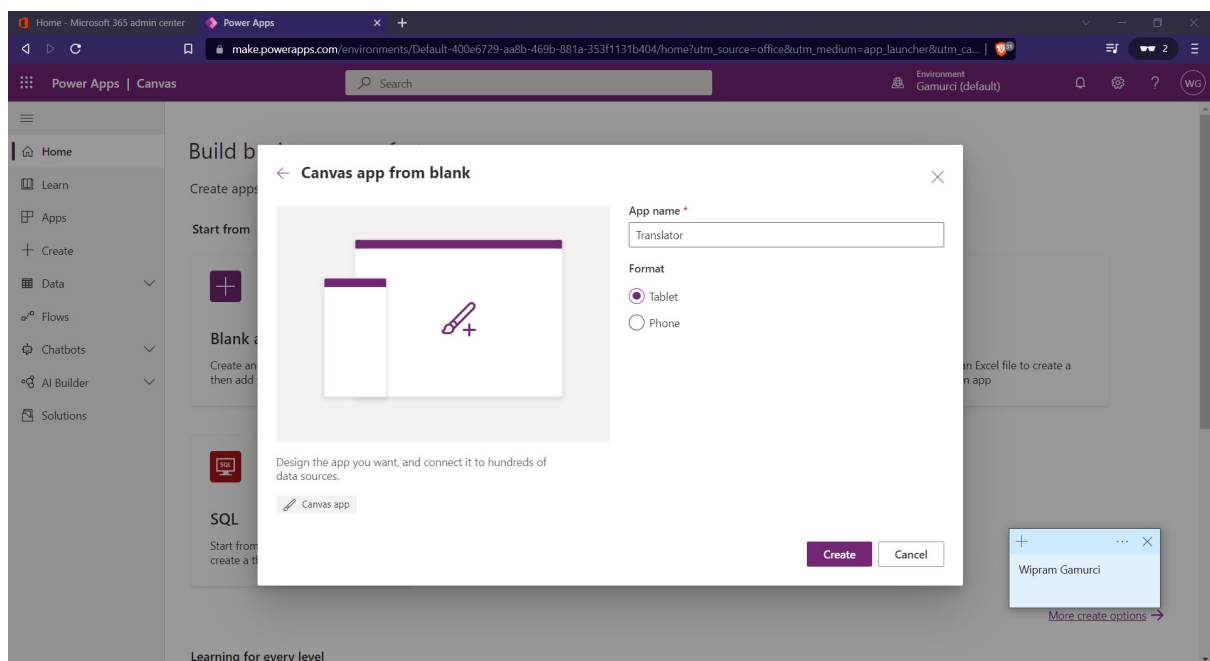 Home - Microsoft 365 admin center
Power Apps
make.powerapps.com/environments/Default-400e6729-aa8b-469b-881a-353f1131b404/home?utm_source=office&utm_medium=app_launcher&utm_ca...
2
Power Apps | Canvas
Search
Environment
Gamurci (default)
WG
Home
Learn
Apps
Create
Data
Flows
Chatbots
AI Builder
Solutions
Build b
Create apps
Start from
Blank a
Create an
then add
an Excel file to create a
n app
SQL
SQL
Start from
create a t
More create options
Learning for every level
Canvas app from blank
App name *
Translator
Format
Tablet
Phone
Design the app you want, and connect it to hundreds of
data sources.
Canvas app
Create
Cancel
Wipram Gamurci